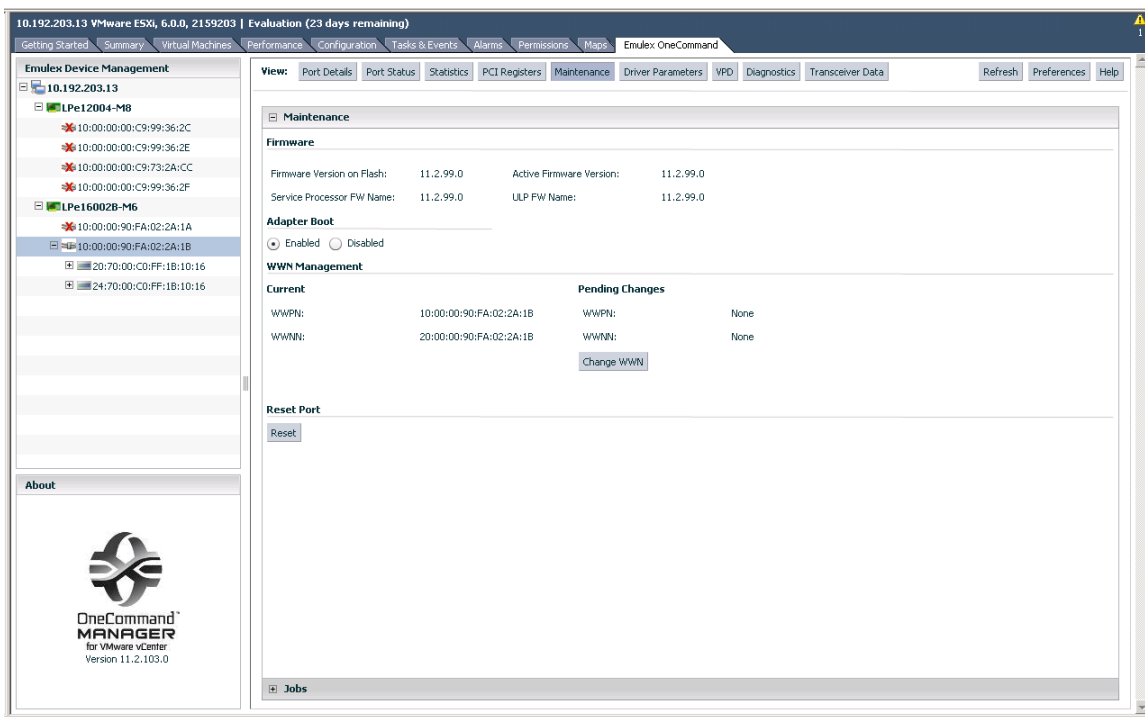 10.192.203.13 VMware ESXi, 6.0.0, 2159203 | Evaluation (23 days remaining)
1
Getting Started Summary Virtual Machines Performance Configuration Tasks & Events Alarms Permissions Maps Emulex OneCommand
Emulex Device Management
10.192.203.13
LPe12004-M8
10:00:00:00:C9:99:36:2C
10:00:00:00:C9:99:36:2E
10:00:00:00:C9:73:2A:CC
10:00:00:00:C9:99:36:2F
LPe16002B-M6
10:00:00:90:FA:02:2A:1A
10:00:00:90:FA:02:2A:1B
20:70:00:C0:FF:1B:10:16
24:70:00:C0:FF:1B:10:16
View: Port Details Port Status Statistics PCI Registers Maintenance Driver Parameters VPD Diagnostics Transceiver Data Refresh Preferences Help
Maintenance
Firmware
Firmware Version on Flash: 11.2.99.0 Active Firmware Version: 11.2.99.0
Service Processor FW Name: 11.2.99.0 ULP FW Name: 11.2.99.0
Adapter Boot
Enabled Disabled
WWN Management
Current Pending Changes
WWPN: 10:00:00:90:FA:02:2A:1B WWPN: None
WWNN: 20:00:00:90:FA:02:2A:1B WWNN: None
Change WWN
Reset Port
Reset
Jobs
About
OneCommand™
MANAGER
for VMware vCenter
Version 11.2.103.0